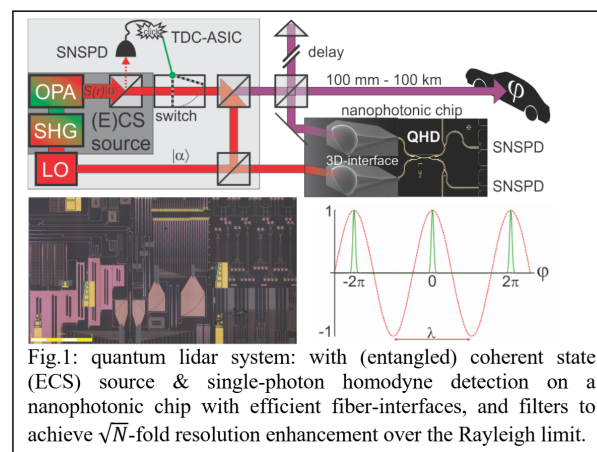 SNSPD
click
TDC-ASIC
delay
OPA
S(r)|0⟩
SHG
(E)CS
source
switch
LO
|α⟩
100 mm - 100 km
φ
nanophotonic chip
QHD
3D-interface
SNSPD
SNSPD
1
-2π
0
2π
φ
-1
λ
Fig.1: quantum lidar system: with (entangled) coherent state
(ECS) source & single-photon homodyne detection on a
nanophotonic chip with efficient fiber-interfaces, and filters to
achieve √N-fold resolution enhancement over the Rayleigh limit.